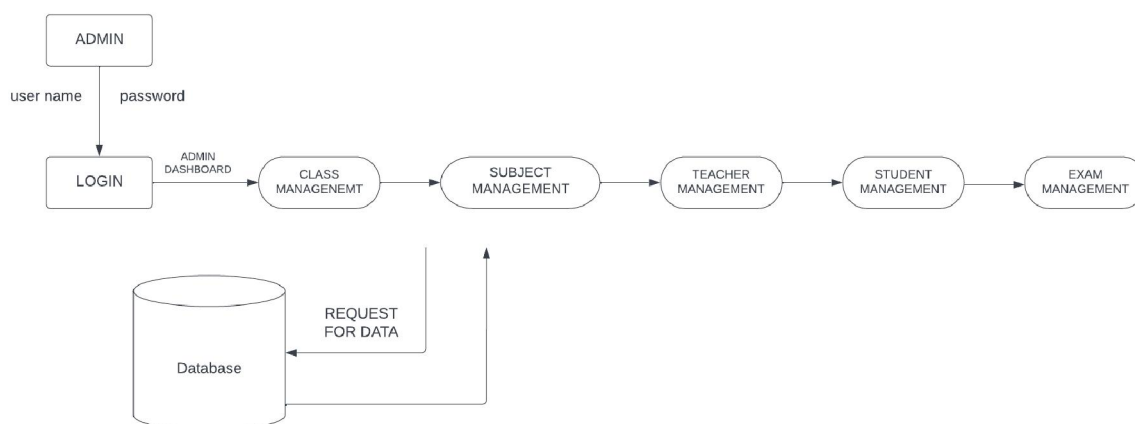 ADMIN
user name
password
LOGIN
ADMIN
DASHBOARD
CLASS
MANAGENEMT
SUBJECT
MANAGEMENT
TEACHER
MANAGEMENT
STUDENT
MANAGEMENT
EXAM
MANAGEMENT
REQUEST
FOR DATA
Database